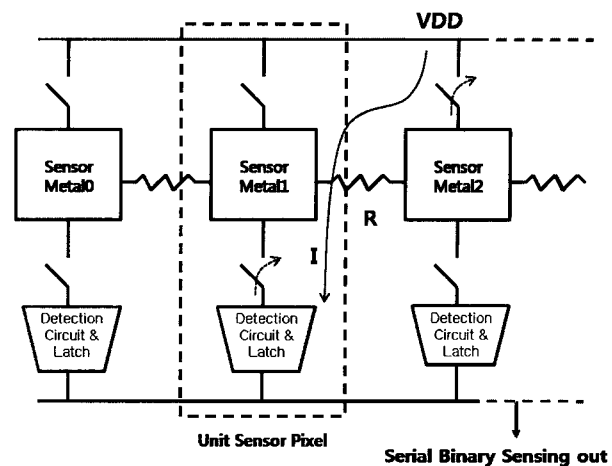 VDD
Sensor
Metal0
Sensor
Metal1
Sensor
Metal2
R
I
Detection
Circuit &
Latch
Detection
Circuit &
Latch
Detection
Circuit &
Latch
Unit Sensor Pixel
Serial Binary Sensing out